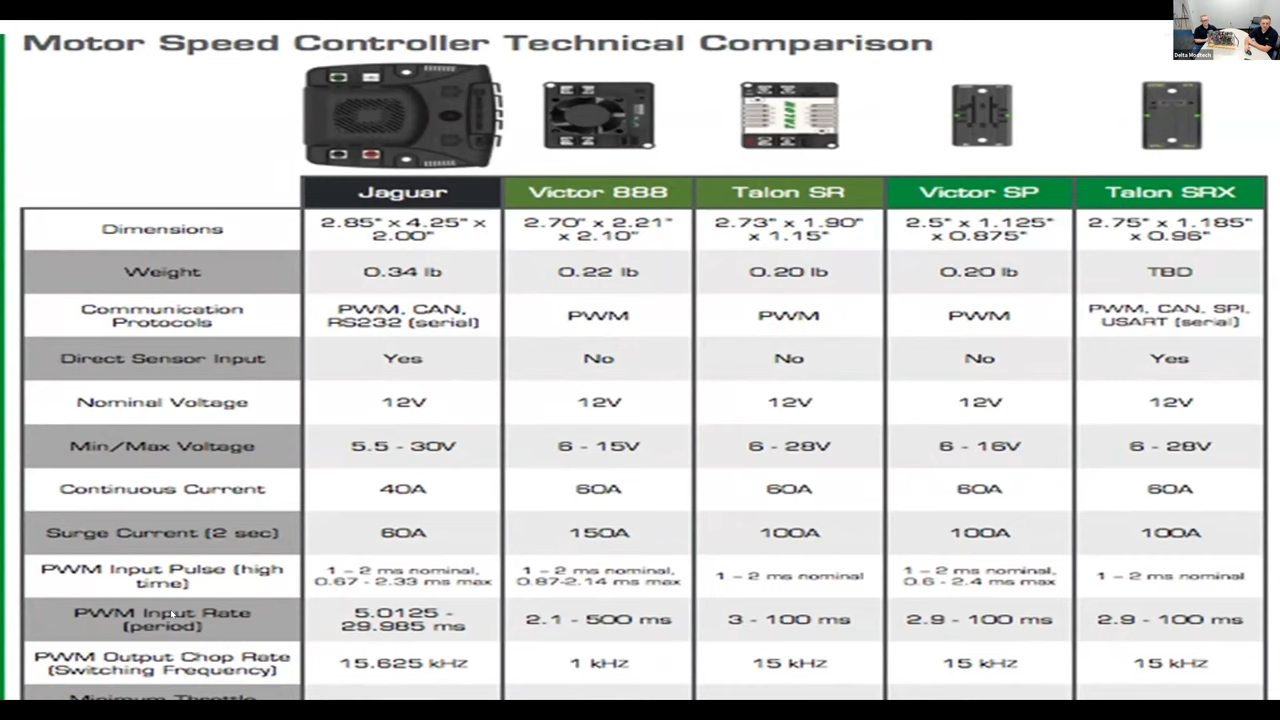 Motor Speed Controller Technical Comparison
Delta Modtech
TALON
Jaguar Victor 888 Talon SR Victor SP Talon SRX
Dimensions 2.85" x 4.25" x 2.00" 2.70" x 2.21" x 2.10" 2.73" x 1.90" x 1.15" 2.5" x 1.125" x 0.875" 2.75" x 1.185" x 0.96"
Weight 0.34 lb 0.22 lb 0.20 lb 0.20 lb TBD
Communication Protocols PWM, CAN, RS232 (serial) PWM PWM PWM PWM, CAN, SPI, USART (serial)
Direct Sensor Input Yes No No No Yes
Nominal Voltage 12V 12V 12V 12V 12V
Min/Max Voltage 5.5 - 30V 6 - 15V 6 - 28V 6 - 16V 6 - 28V
Continuous Current 40A 60A 60A 60A 60A
Surge Current (2 sec) 60A 150A 100A 100A 100A
PWM Input Pulse (high time) 1 – 2 ms nominal, 0.67 - 2.33 ms max 1 – 2 ms nominal, 0.87-2.14 ms max 1 – 2 ms nominal 1 – 2 ms nominal, 0.6 - 2.4 ms max 1 – 2 ms nominal
PWM Input Rate (period) 5.0125 - 29.985 ms 2.1 - 500 ms 3 - 100 ms 2.9 - 100 ms 2.9 - 100 ms
PWM Output Chop Rate (Switching Frequency) 15.625 kHz 1 kHz 15 kHz 15 kHz 15 kHz
Minimum Throttle